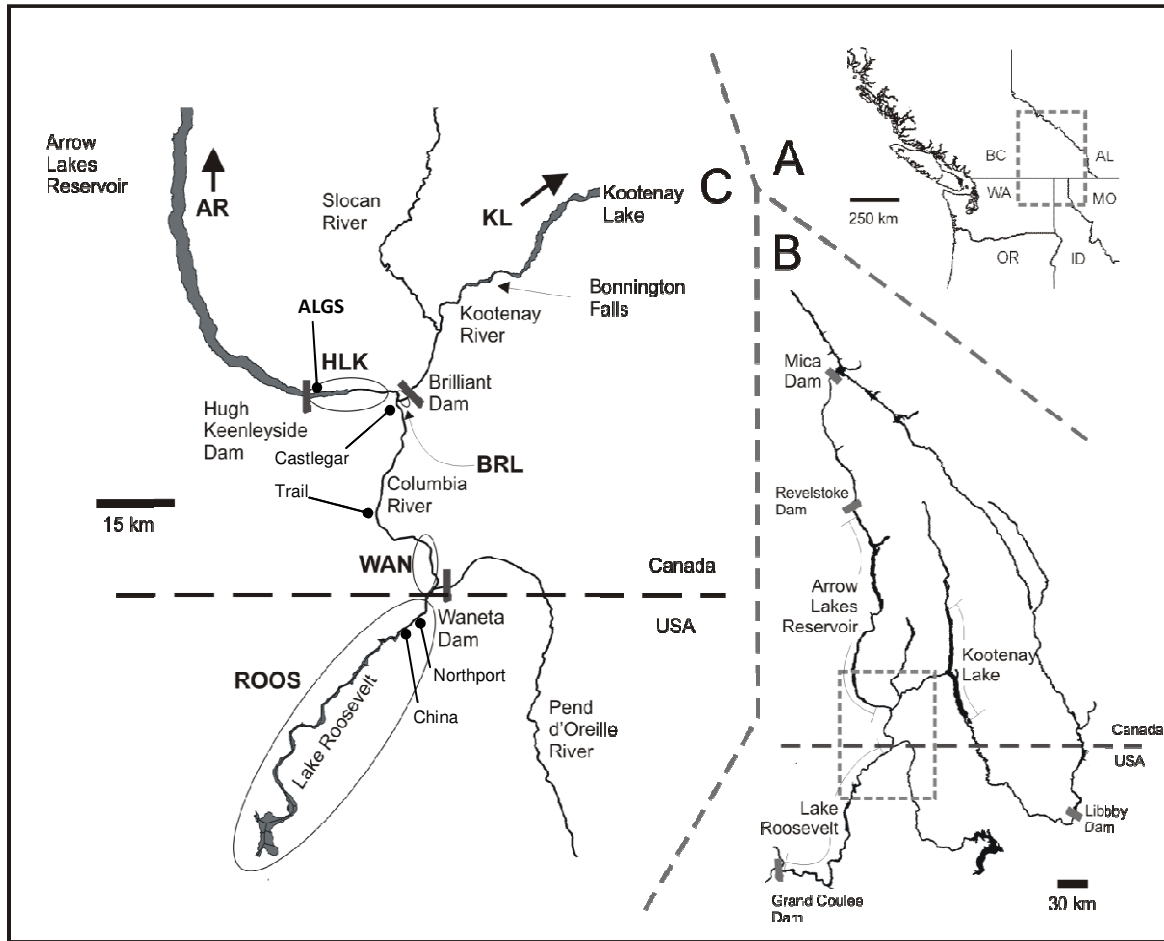 Arrow
Lakes
Reservoir
AR
Slocan
River
KL
Kootenay
Lake
Bonnington
Falls
Kootenay
River
ALGS
HLK
Brilliant
Dam
Hugh
Keenleyside
Dam
Castlegar
BRL
Columbia
River
Trail
15 km
WAN
Canada
USA
Waneta
Dam
Northport
China
ROOS
Lake Roosevelt
Pend
d'Oreille
River
C
A
BC
AL
WA
MO
OR
ID
250 km
B
Mica
Dam
Revelstoke
Dam
Arrow
Lakes
Reservoir
Kootenay
Lake
Canada
USA
Lake
Roosevelt
Libbby
Dam
Grand Coulee
Dam
30 km